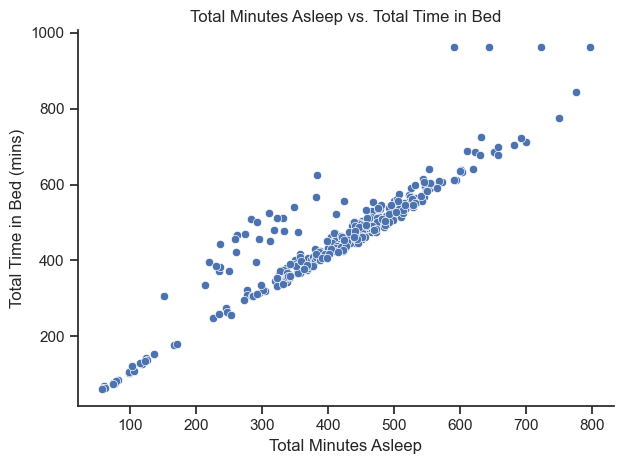 Total Minutes Asleep vs. Total Time in Bed
1000
800
600
400
200
Total Time in Bed (mins)
100 200 300 400 500 600 700 800
Total Minutes Asleep